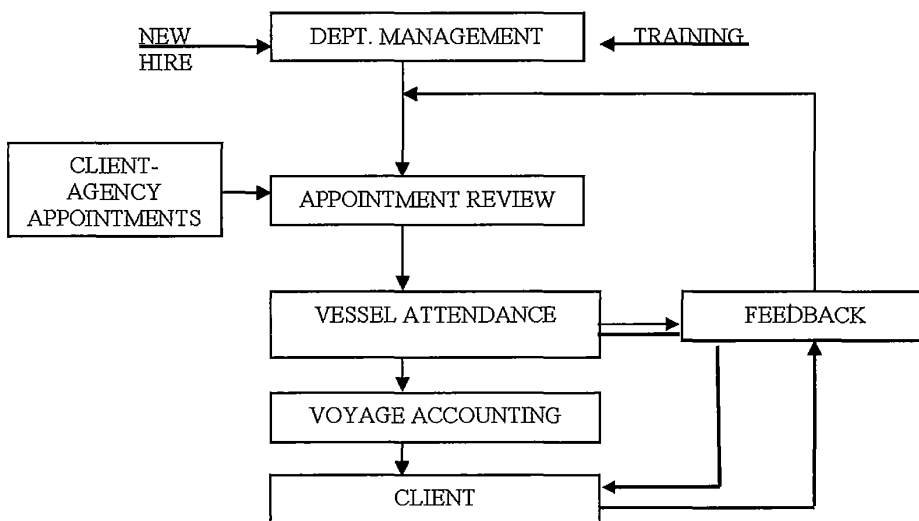 NEW
HIRE
DEPT. MANAGEMENT
TRAINING
CLIENT-
AGENCY
APPOINTMENTS
APPOINTMENT REVIEW
VESSEL ATTENDANCE
FEEDBACK
VOYAGE ACCOUNTING
CLIENT